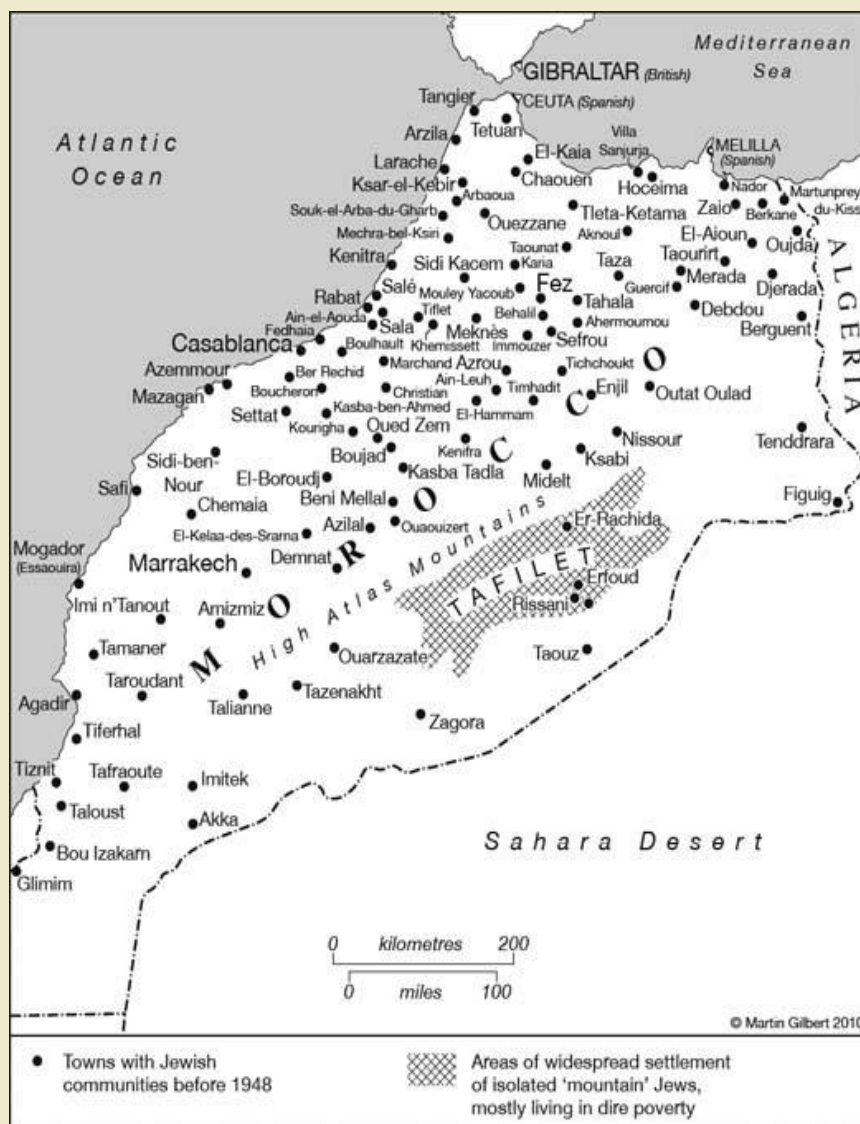 Mediterranean
Sea
GIBRALTAR (British)
CEUTA (Spanish)
Tangier
Tetuan
Atlantic
Ocean
Arzila
Villa
Sanjurja
MELILLA
(Spanish)
El-Kaia
Larache
Chaouen
Hoceima
Nador
Martunprey-
du-Kiss
Ksar-el-Kebir
Arbaoua
Zaio
Berkane
Souk-el-Arba-du-Gharb
Ouezzane
Tleta-Ketama
Mechra-bel-Ksiri
Aknoul
El-Aioun
Oujda
Taounat
Kenitra
Sidi Kacem
Karia
Taza
Taourirt
Merada
ALGERIA
Fez
Guercif
Djerada
Rabat
Salé
Mouley Yacoub
Tahala
Debdou
Behalil
Ain-el-Aouda
Tiflet
Sala
Fedhaia
Khemissett
Meknès
Ahermoumou
Berguent
Immouzer
Sefrou
Casablanca
Boulhault
Azemmour
Marchand
Azrou
Tichchoukt
Mazagan
Ber Rechid
Ain-Leuh
Boucheron
Christian
Timhadit
Enjil
Outat Oulad
Settat
Kasba-ben-Ahmed
El-Hammam
Kourigha
Oued Zem
Kenifra
Nissour
Tenddrara
Sidi-ben-
Nour
Boujad
Ksabi
El-Boroudj
Kasba Tadla
Midelt
Safi
Chemaia
Beni Mellal
Figuig
El-Kelaa-des-Srarna
Azilal
Ouaouizert
Er-Rachida
Mogador
(Essaouira)
Marrakech
Demnat
High Atlas Mountains
TAFILET
Erfoud
Rissani
Imi n'Tanout
Amizmiz
MOROCCO
Tamaner
Ouarzazate
Taouz
Agadir
Taroudant
Talianne
Tazenakht
Zagora
Tiferhal
Tiznit
Tafraoute
Imitek
Taloust
Akka
Sahara Desert
Bou Izakarn
Glimim
0 kilometres 200
0 miles 100
© Martin Gilbert 2010
Towns with Jewish
communities before 1948
Areas of widespread settlement
of isolated 'mountain' Jews,
mostly living in dire poverty